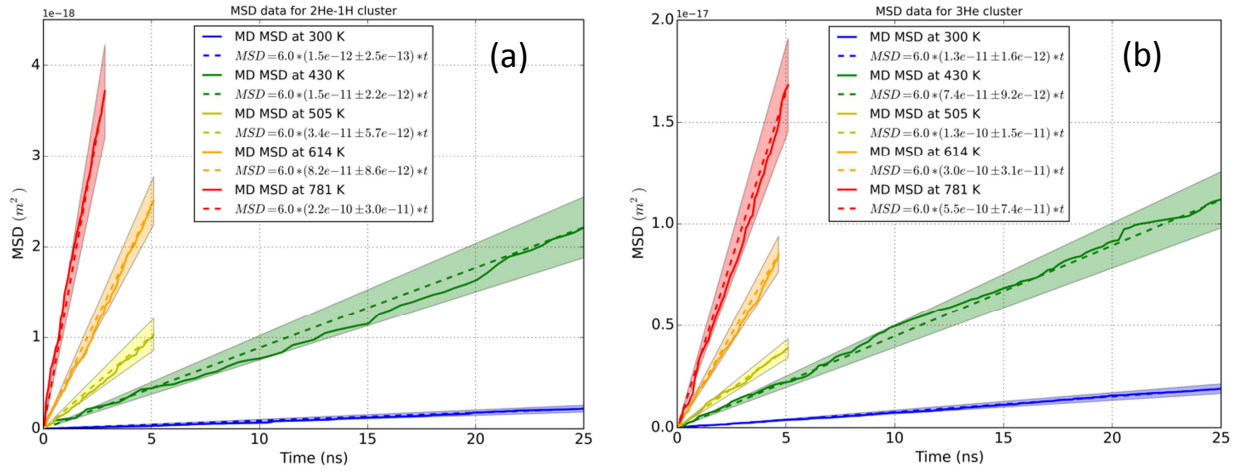 MSD data for 2He-1H cluster
1e−18
(a)
MD MSD at 300 K
MSD=6.0*(1.5e−12±2.5e−13)*t
MD MSD at 430 K
MSD=6.0*(1.5e−11±2.2e−12)*t
MD MSD at 505 K
MSD=6.0*(3.4e−11±5.7e−12)*t
MD MSD at 614 K
MSD=6.0*(8.2e−11±8.6e−12)*t
MD MSD at 781 K
MSD=6.0*(2.2e−10±3.0e−11)*t
MSD (m²)
4
3
2
1
0
0 5 10 15 20 25
Time (ns)
MSD data for 3He cluster
1e−17
(b)
MD MSD at 300 K
MSD=6.0*(1.3e−11±1.6e−12)*t
MD MSD at 430 K
MSD=6.0*(7.4e−11±9.2e−12)*t
MD MSD at 505 K
MSD=6.0*(1.3e−10±1.5e−11)*t
MD MSD at 614 K
MSD=6.0*(3.0e−10±3.1e−11)*t
MD MSD at 781 K
MSD=6.0*(5.5e−10±7.4e−11)*t
MSD (m²)
2.0
1.5
1.0
0.5
0.0
0 5 10 15 20 25
Time (ns)